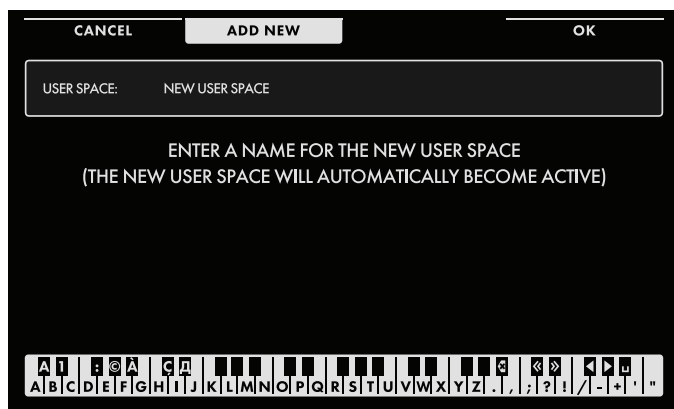 CANCEL ADD NEW OK
USER SPACE: NEW USER SPACE
ENTER A NAME FOR THE NEW USER SPACE
(THE NEW USER SPACE WILL AUTOMATICALLY BECOME ACTIVE)
A 1 : © À Ç Д « » ◀ ▶ ␣
A B C D E F G H I J K L M N O P Q R S T U V W X Y Z . , ; ? ! / - + ' "